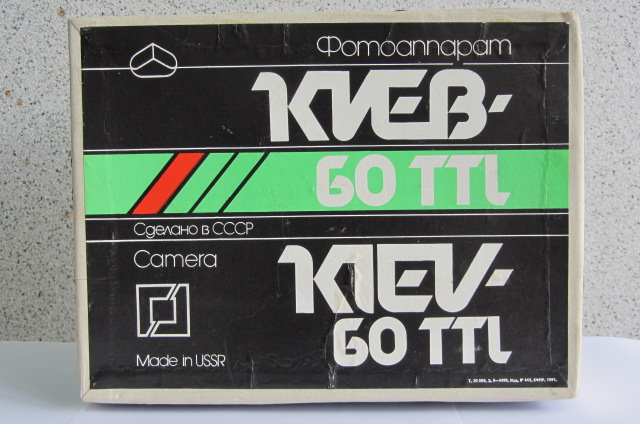 Фотоаппарат
КИЕВ-
60 TTL
Сделано в СССР
Camera
KIEV-
60 TTL
Made in USSR